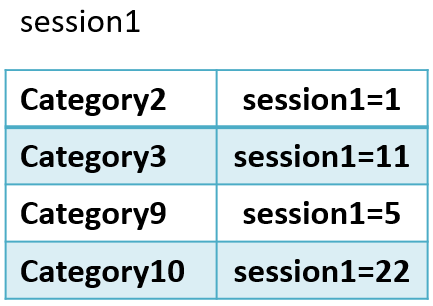 session1
Category2 session1=1
Category3 session1=11
Category9 session1=5
Category10 session1=22